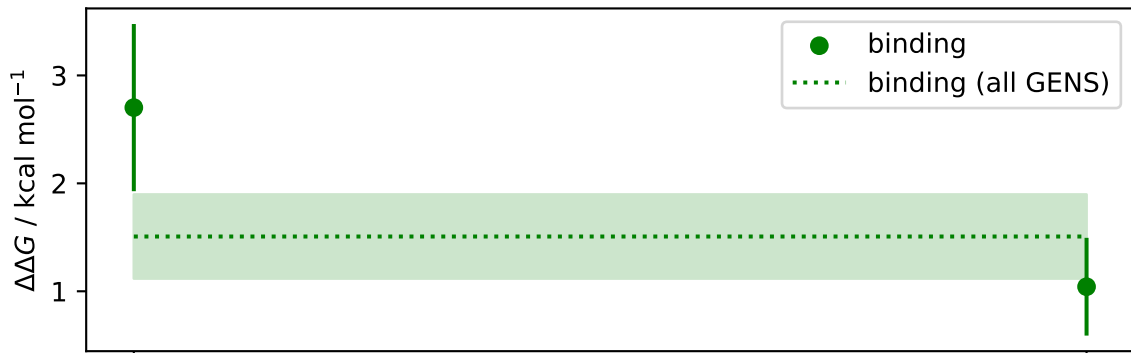 ΔΔG / kcal mol⁻¹
3
2
1
binding
binding (all GENS)